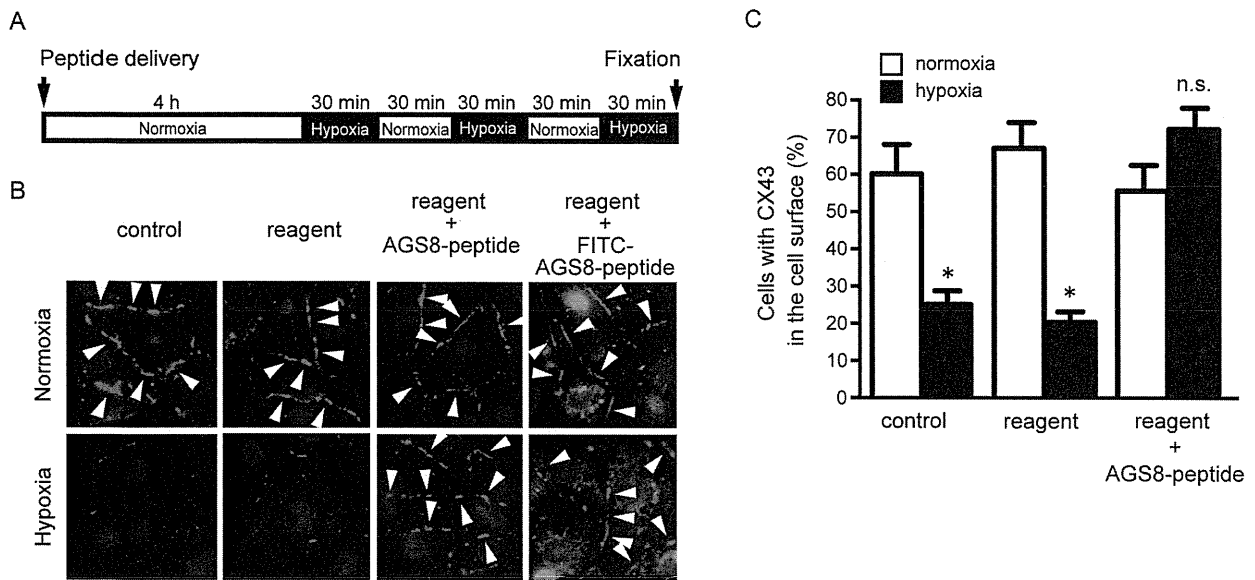 A
Peptide delivery
Fixation
4 h
30 min
30 min
30 min
30 min
30 min
Normoxia
Hypoxia
Normoxia
Hypoxia
Normoxia
Hypoxia
B
control
reagent
reagent
+
AGS8-peptide
reagent
+
FITC-
AGS8-peptide
Normoxia
Hypoxia
C
normoxia
hypoxia
n.s.
*
*
Cells with CX43
in the cell surface (%)
80
70
60
50
40
30
20
10
0
control
reagent
reagent
+
AGS8-peptide